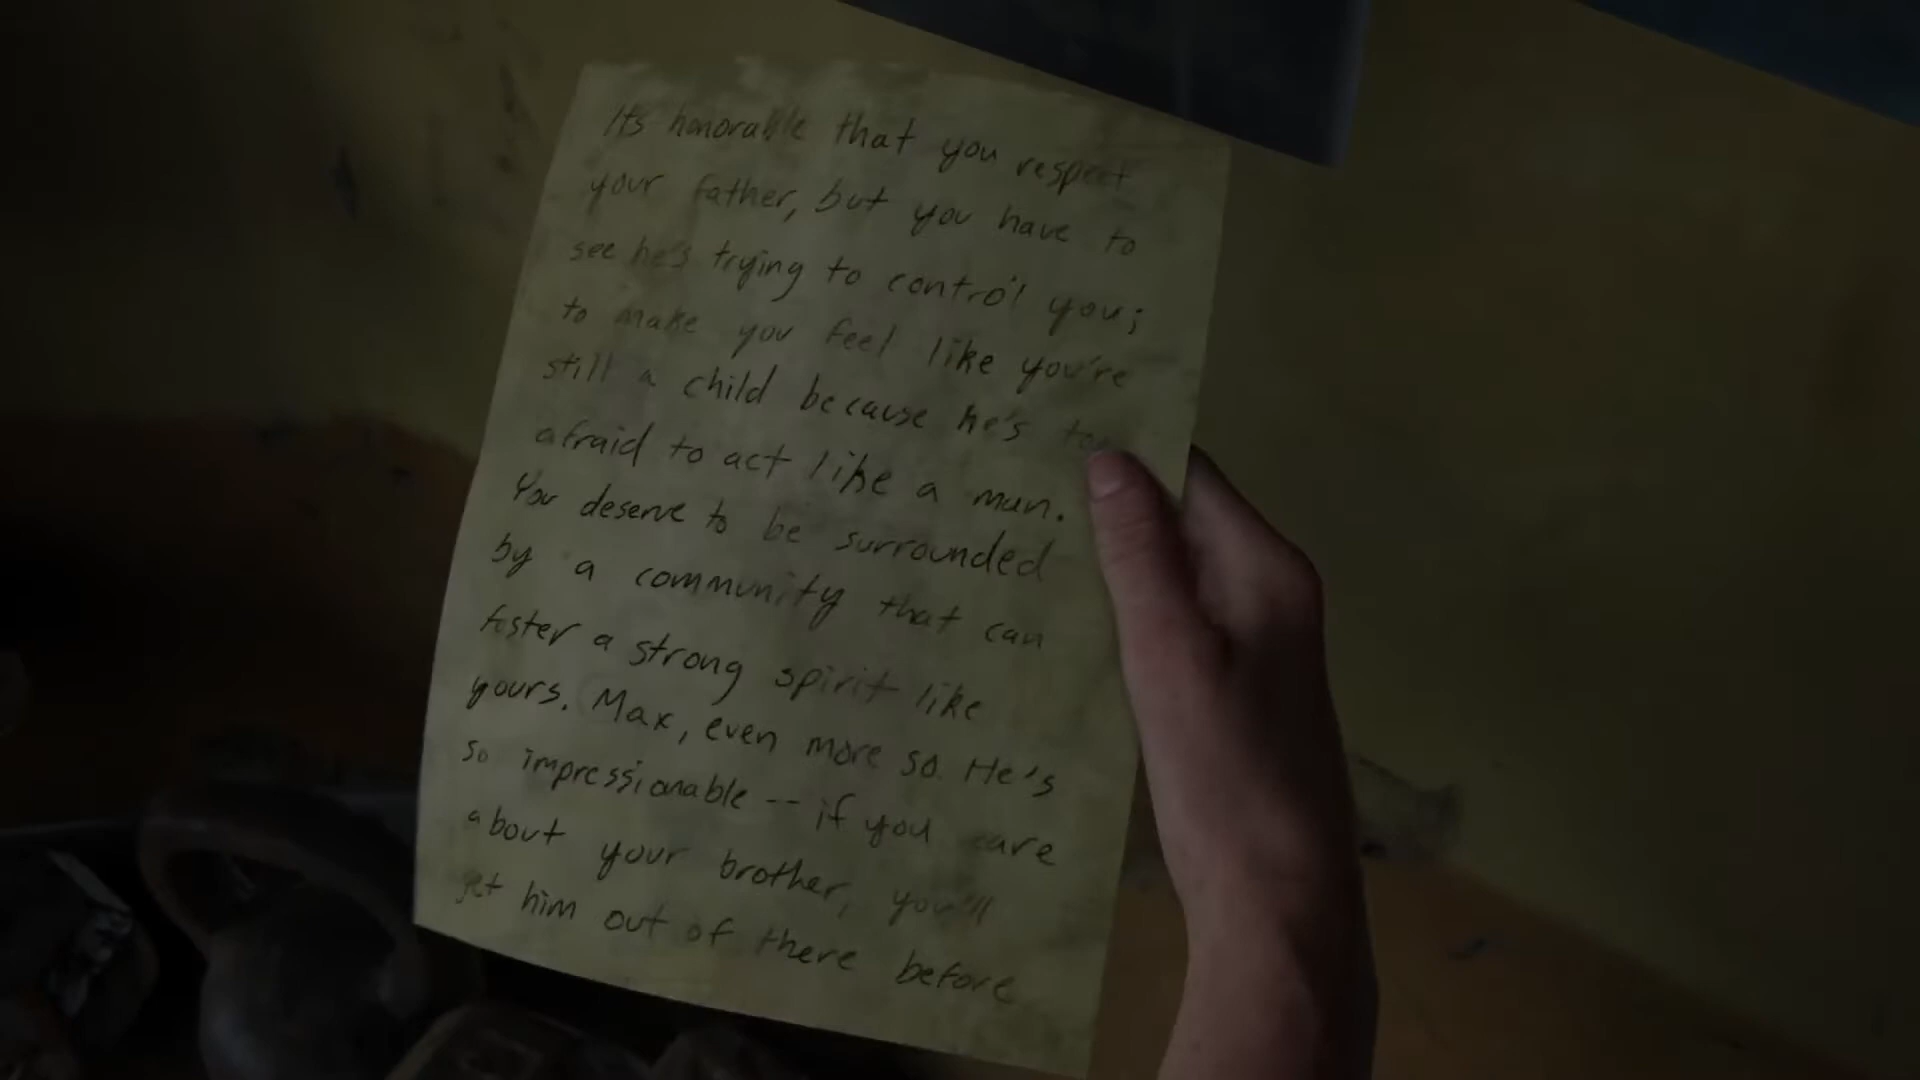 Its honorable that you respect
your father, but you have to
see he's trying to control you;
to make you feel like you're
still a child because he's
afraid to act like a man.
You deserve to be surrounded
by a community that can
foster a strong spirit like
yours. Max, even more so. He's
so impressionable -- if you care
about your brother, you'll
get him out of there before